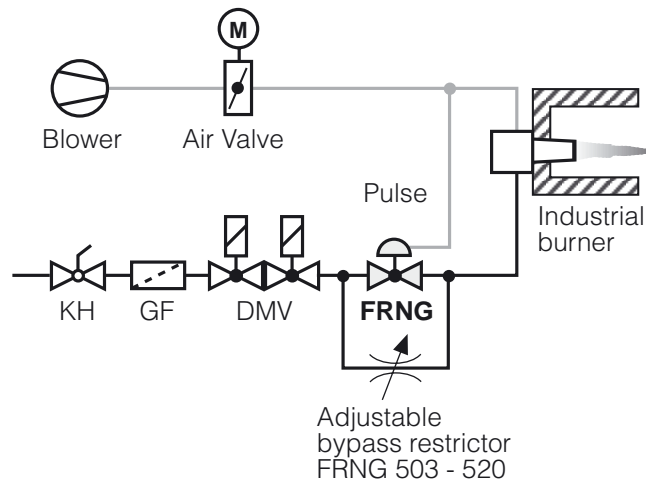 M
Blower
Air Valve
Pulse
Industrial
burner
KH
GF
DMV
FRNG
Adjustable
bypass restrictor
FRNG 503 - 520